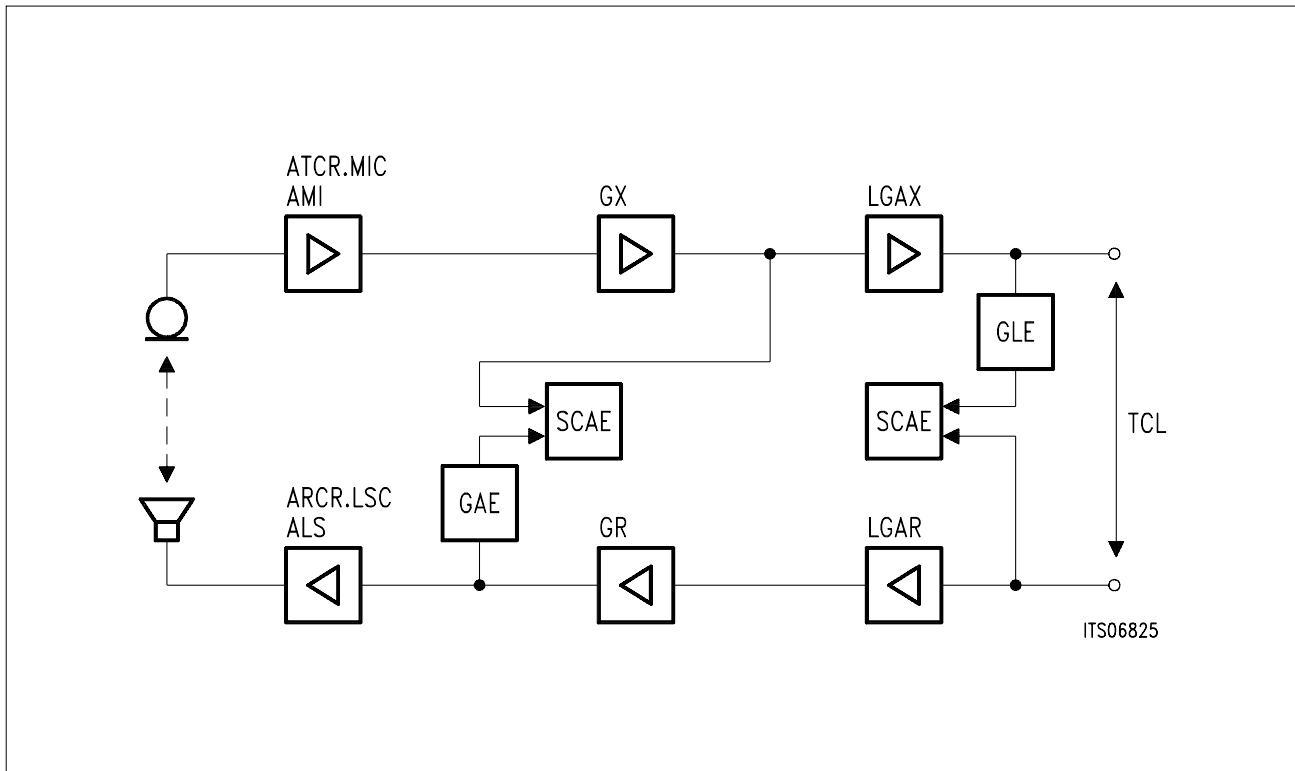 ATCR.MIC
AMI
GX
LGAX
GLE
SCAE
SCAE
TCL
ARCR.LSC
ALS
GAE
GR
LGAR
ITS06825